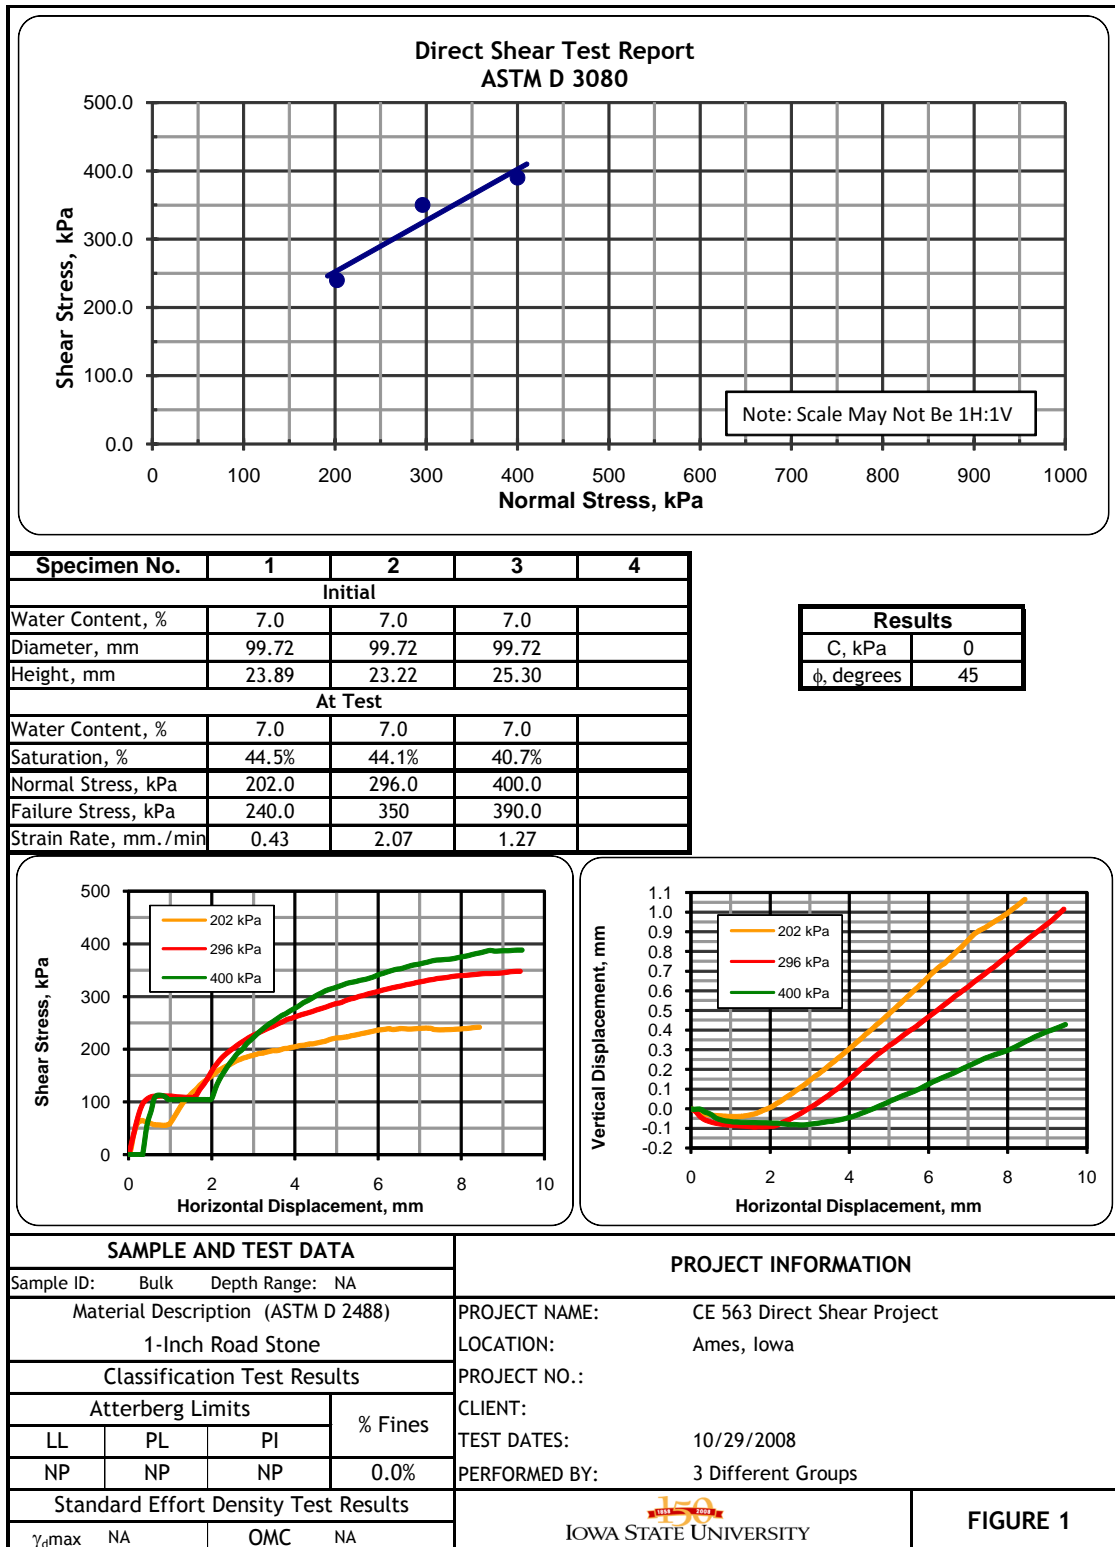 Direct Shear Test Report
ASTM D 3080
500.0
400.0
300.0
200.0
100.0
0.0
Shear Stress, kPa
0 100 200 300 400 500 600 700 800 900 1000
Normal Stress, kPa
Note: Scale May Not Be 1H:1V
Specimen No. 1 2 3 4
Initial
Water Content, % 7.0 7.0 7.0
Diameter, mm 99.72 99.72 99.72
Height, mm 23.89 23.22 25.30
At Test
Water Content, % 7.0 7.0 7.0
Saturation, % 44.5% 44.1% 40.7%
Normal Stress, kPa 202.0 296.0 400.0
Failure Stress, kPa 240.0 350 390.0
Strain Rate, mm./min 0.43 2.07 1.27
Results
C, kPa 0
ϕ, degrees 45
500
400
300
200
100
0
Shear Stress, kPa
202 kPa
296 kPa
400 kPa
0 2 4 6 8 10
Horizontal Displacement, mm
1.1
1.0
0.9
0.8
0.7
0.6
0.5
0.4
0.3
0.2
0.1
0.0
-0.1
-0.2
Vertical Displacement, mm
202 kPa
296 kPa
400 kPa
0 2 4 6 8 10
Horizontal Displacement, mm
SAMPLE AND TEST DATA
Sample ID: Bulk Depth Range: NA
Material Description (ASTM D 2488)
1-Inch Road Stone
Classification Test Results
Atterberg Limits % Fines
LL PL PI
NP NP NP 0.0%
Standard Effort Density Test Results
γdmax NA OMC NA
PROJECT INFORMATION
PROJECT NAME: CE 563 Direct Shear Project
LOCATION: Ames, Iowa
PROJECT NO.:
CLIENT:
TEST DATES: 10/29/2008
PERFORMED BY: 3 Different Groups
150
1858 2008
IOWA STATE UNIVERSITY
FIGURE 1